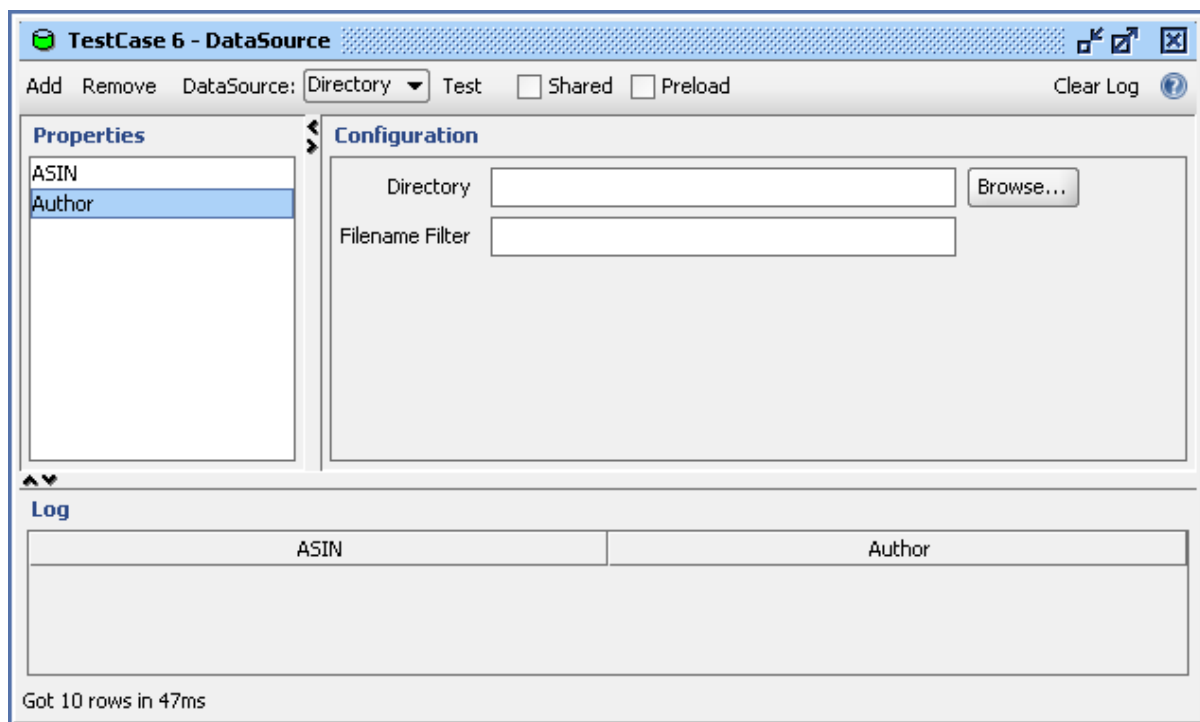 TestCase 6 - DataSource
Add Remove DataSource: Directory Test Shared Preload Clear Log
Properties
Configuration
ASIN
Author
Directory
Browse...
Filename Filter
Log
ASIN Author
Got 10 rows in 47ms